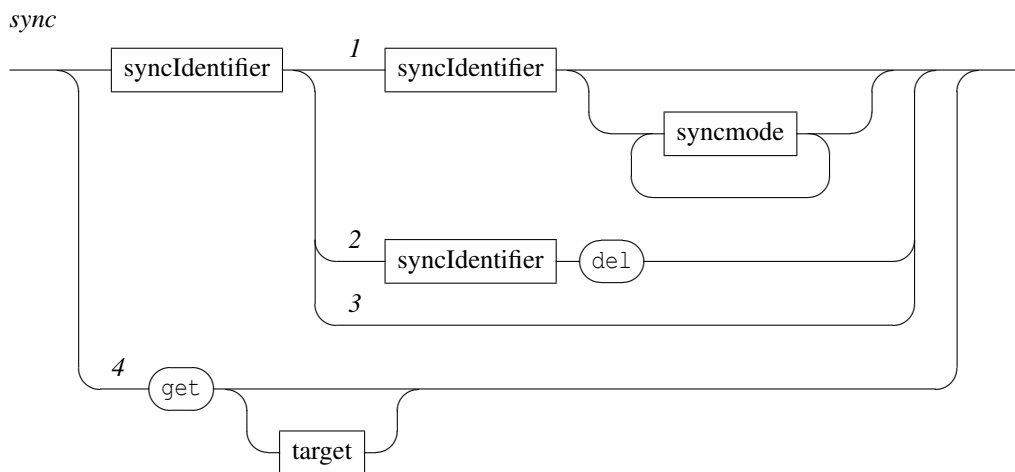 sync
syncIdentifier 1 syncIdentifier
syncmode
2 syncIdentifier del
3
4 get
target